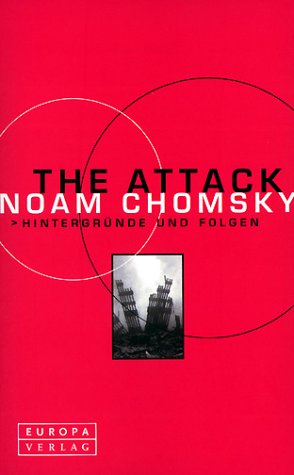 THE ATTACK
NOAM CHOMSKY
>HINTERGRÜNDE UND FOLGEN
EUROPA
VERLAG